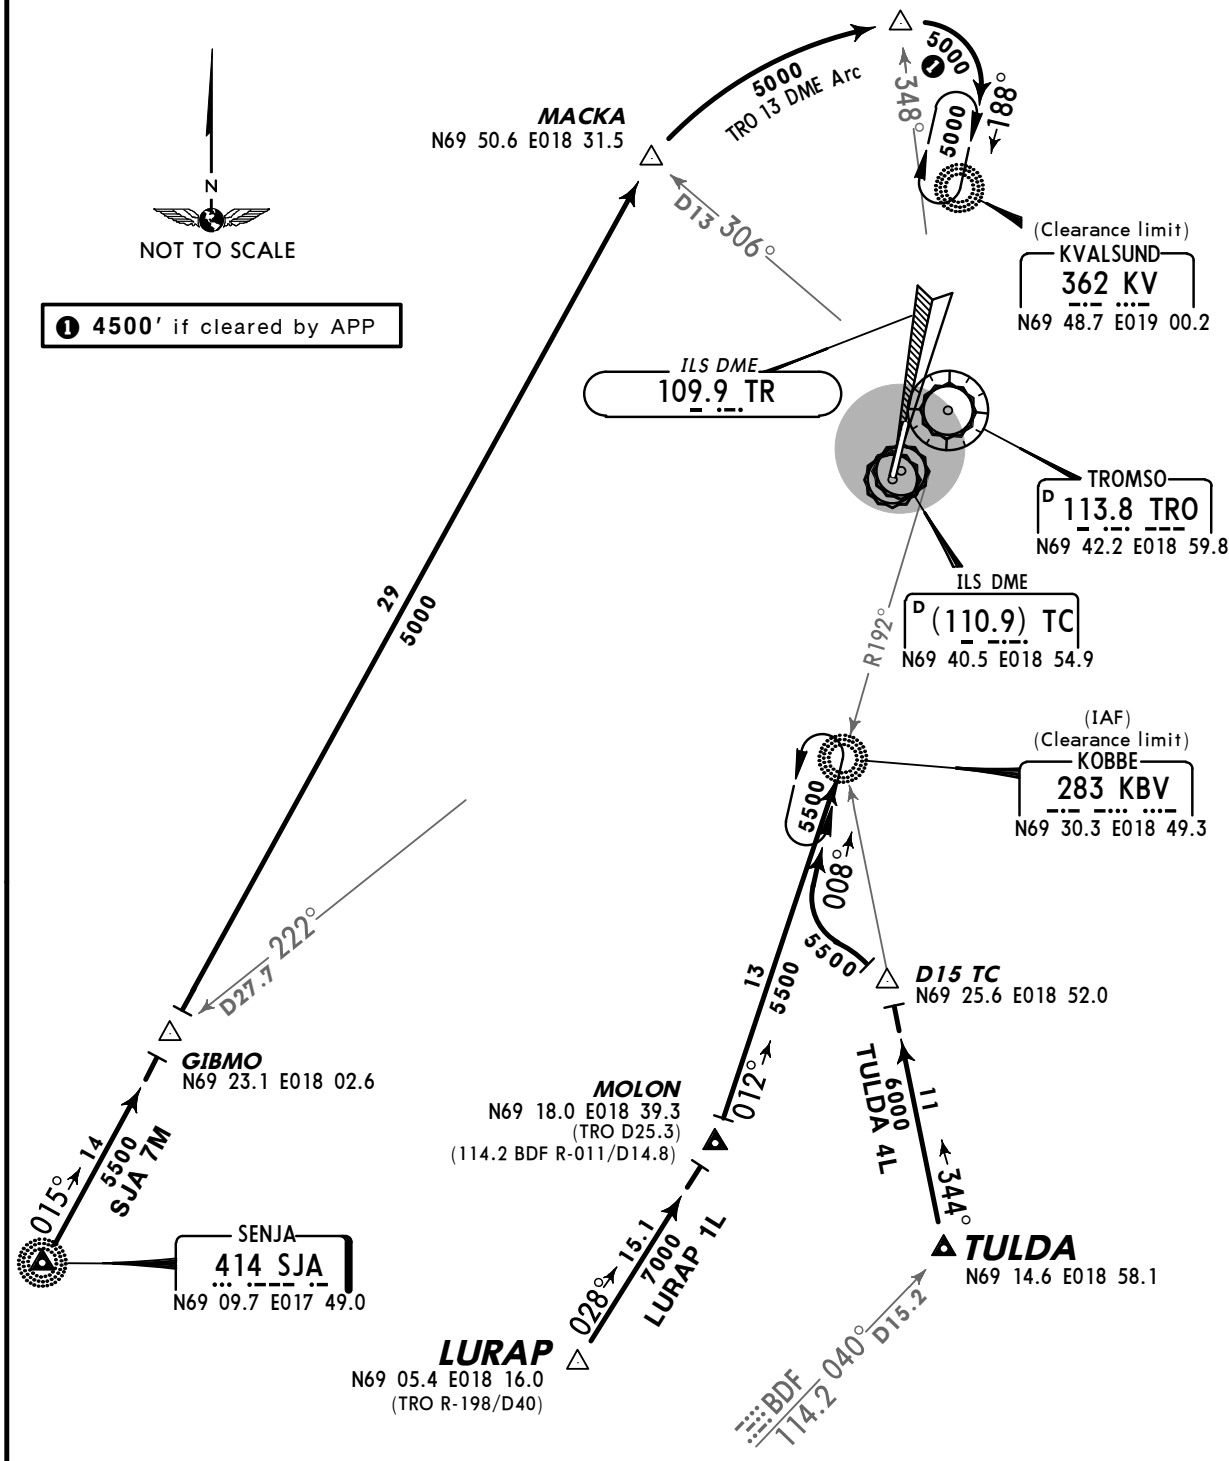 N
NOT TO SCALE
1 4500' if cleared by APP
MACKA
N69 50.6 E018 31.5
5000
TRO 13 DME Arc
5000
1
348°
188°
5000
D13 306°
(Clearance limit)
KVALSUND
362 KV
N69 48.7 E019 00.2
ILS DME
109.9 TR
TROMSO
D 113.8 TRO
N69 42.2 E018 59.8
ILS DME
D (110.9) TC
N69 40.5 E018 54.9
R192°
29
5000
(IAF)
(Clearance limit)
KOBBE
283 KBV
N69 30.3 E018 49.3
5500
008°
5500
D15 TC
N69 25.6 E018 52.0
D27.7 222°
GIBMO
N69 23.1 E018 02.6
13
5500
012°
MOLON
N69 18.0 E018 39.3
(TRO D25.3)
(114.2 BDF R-011/D14.8)
11
6000
TULDA 4L
344°
TULDA
N69 14.6 E018 58.1
015° 14
5500
SJA 7M
SENJA
414 SJA
N69 09.7 E017 49.0
028° 15.1
7000
LURAP 1L
LURAP
N69 05.4 E018 16.0
(TRO R-198/D40)
BDF 040° D15.2
114.2